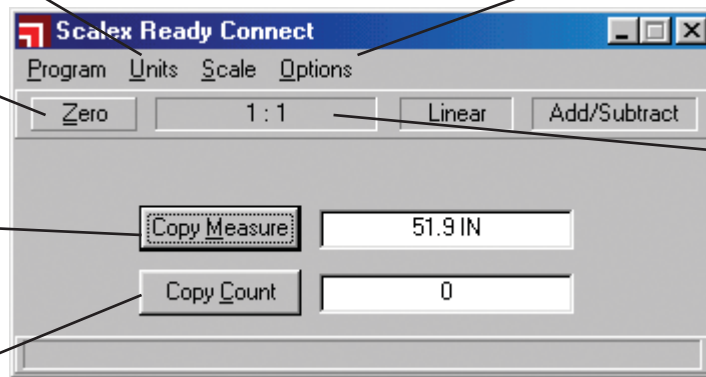 Scalex Ready Connect
Program Units Scale Options
Zero 1 : 1 Linear Add/Subtract
Copy Measure 51.9 IN
Copy Count 0